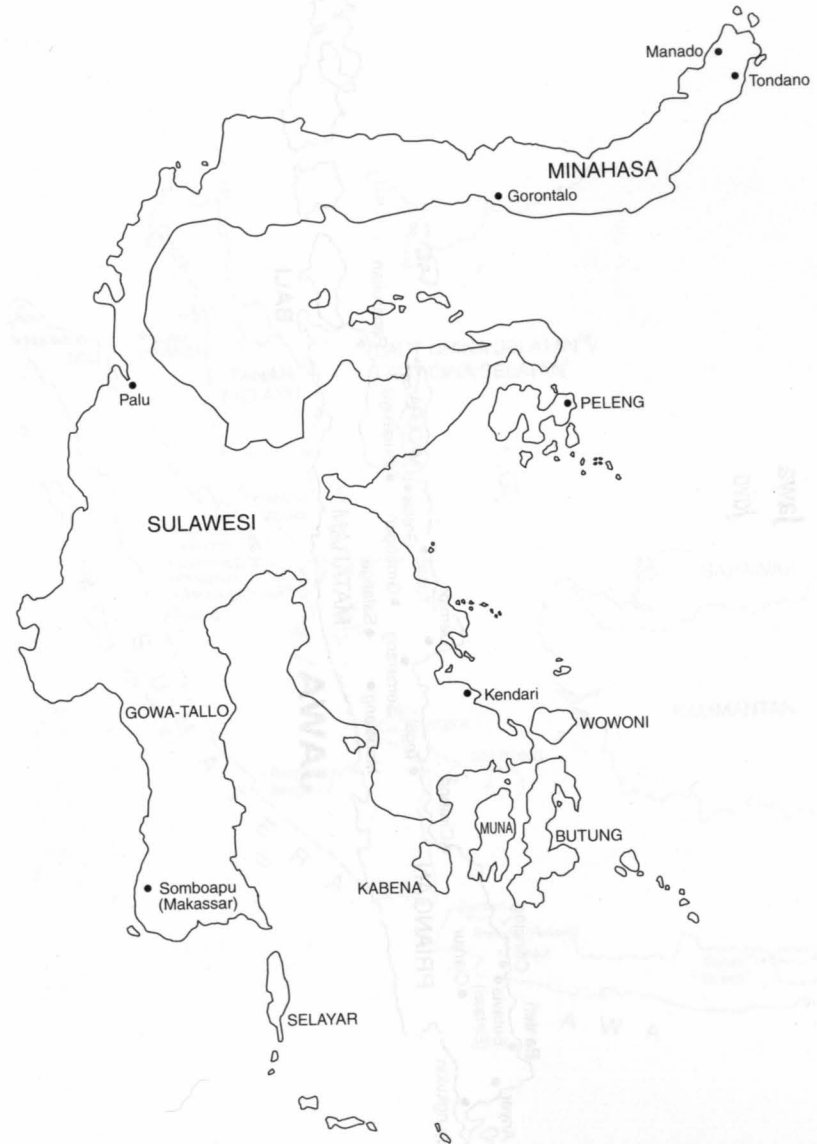 Manado
Tondano
MINAHASA
Gorontalo
Palu
PELENG
SULAWESI
Kendari
GOWA-TALLO
WOWONI
MUNA
BUTUNG
KABENA
Somboapu
(Makassar)
SELAYAR